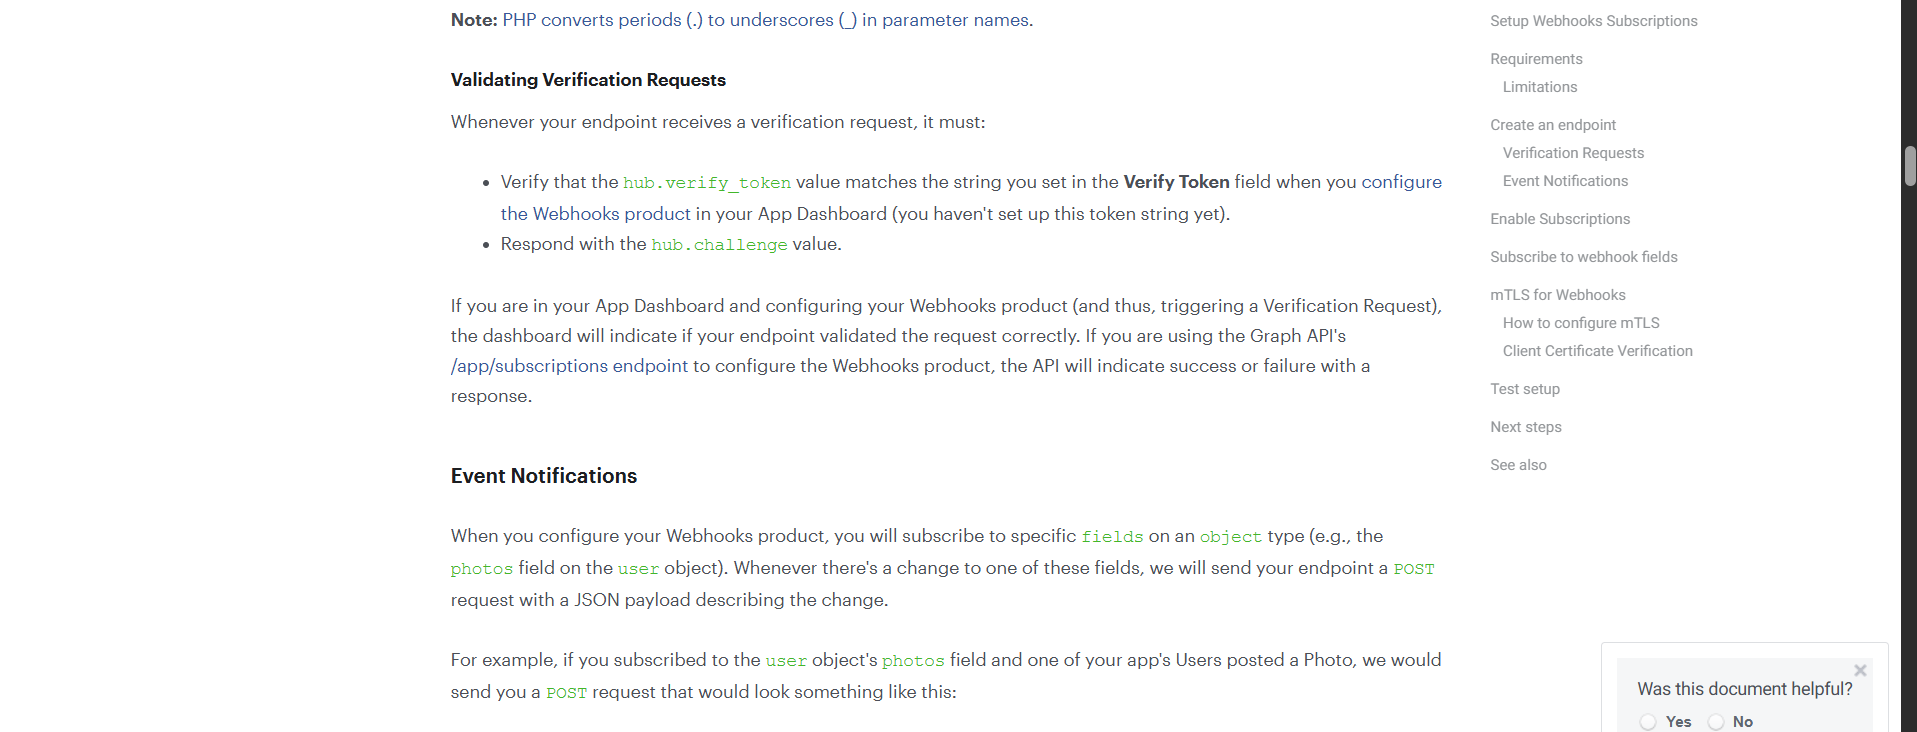 Note: PHP converts periods (.) to underscores (_) in parameter names.
Validating Verification Requests
Whenever your endpoint receives a verification request, it must:
• Verify that the hub.verify_token value matches the string you set in the Verify Token field when you configure
the Webhooks product in your App Dashboard (you haven't set up this token string yet).
• Respond with the hub.challenge value.
If you are in your App Dashboard and configuring your Webhooks product (and thus, triggering a Verification Request),
the dashboard will indicate if your endpoint validated the request correctly. If you are using the Graph API's
/app/subscriptions endpoint to configure the Webhooks product, the API will indicate success or failure with a
response.
Event Notifications
When you configure your Webhooks product, you will subscribe to specific fields on an object type (e.g., the
photos field on the user object). Whenever there's a change to one of these fields, we will send your endpoint a POST
request with a JSON payload describing the change.
For example, if you subscribed to the user object's photos field and one of your app's Users posted a Photo, we would
send you a POST request that would look something like this:
Setup Webhooks Subscriptions
Requirements
Limitations
Create an endpoint
Verification Requests
Event Notifications
Enable Subscriptions
Subscribe to webhook fields
mTLS for Webhooks
How to configure mTLS
Client Certificate Verification
Test setup
Next steps
See also
Was this document helpful?
Yes No